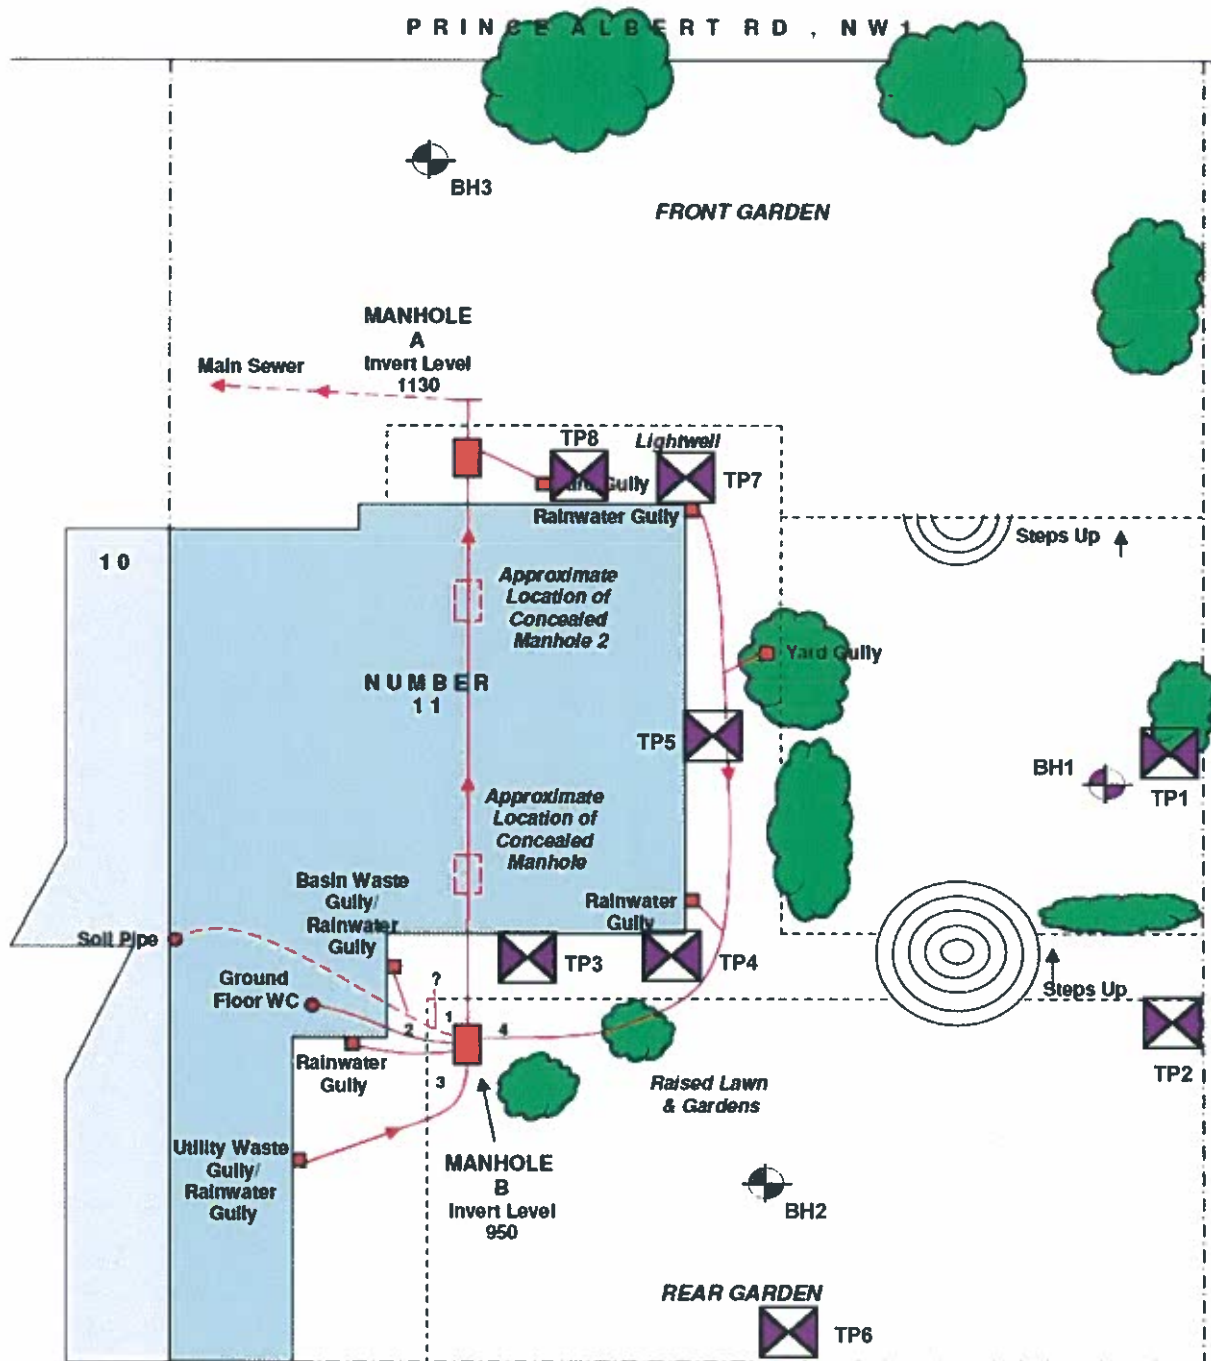 PRINCE ALBERT RD, NW1
BH3
FRONT GARDEN
MANHOLE
A
Invert Level
1130
Main Sewer
TP8
Lightwell
TP7
Yard Gully
Rainwater Gully
10
Steps Up
Approximate
Location of
Concealed
Manhole 2
Yard Gully
NUMBER
11
TP5
BH1
TP1
Approximate
Location of
Concealed
Manhole
Basin Waste
Gully/
Rainwater
Gully
Rainwater
Gully
Soil Pipe
TP3
TP4
?
Ground
Floor WC
Steps Up
1
2
4
Rainwater
Gully
3
TP2
Raised Lawn
& Gardens
Utility Waste
Gully/
Rainwater
Gully
MANHOLE
B
Invert Level
950
BH2
REAR GARDEN
TP6